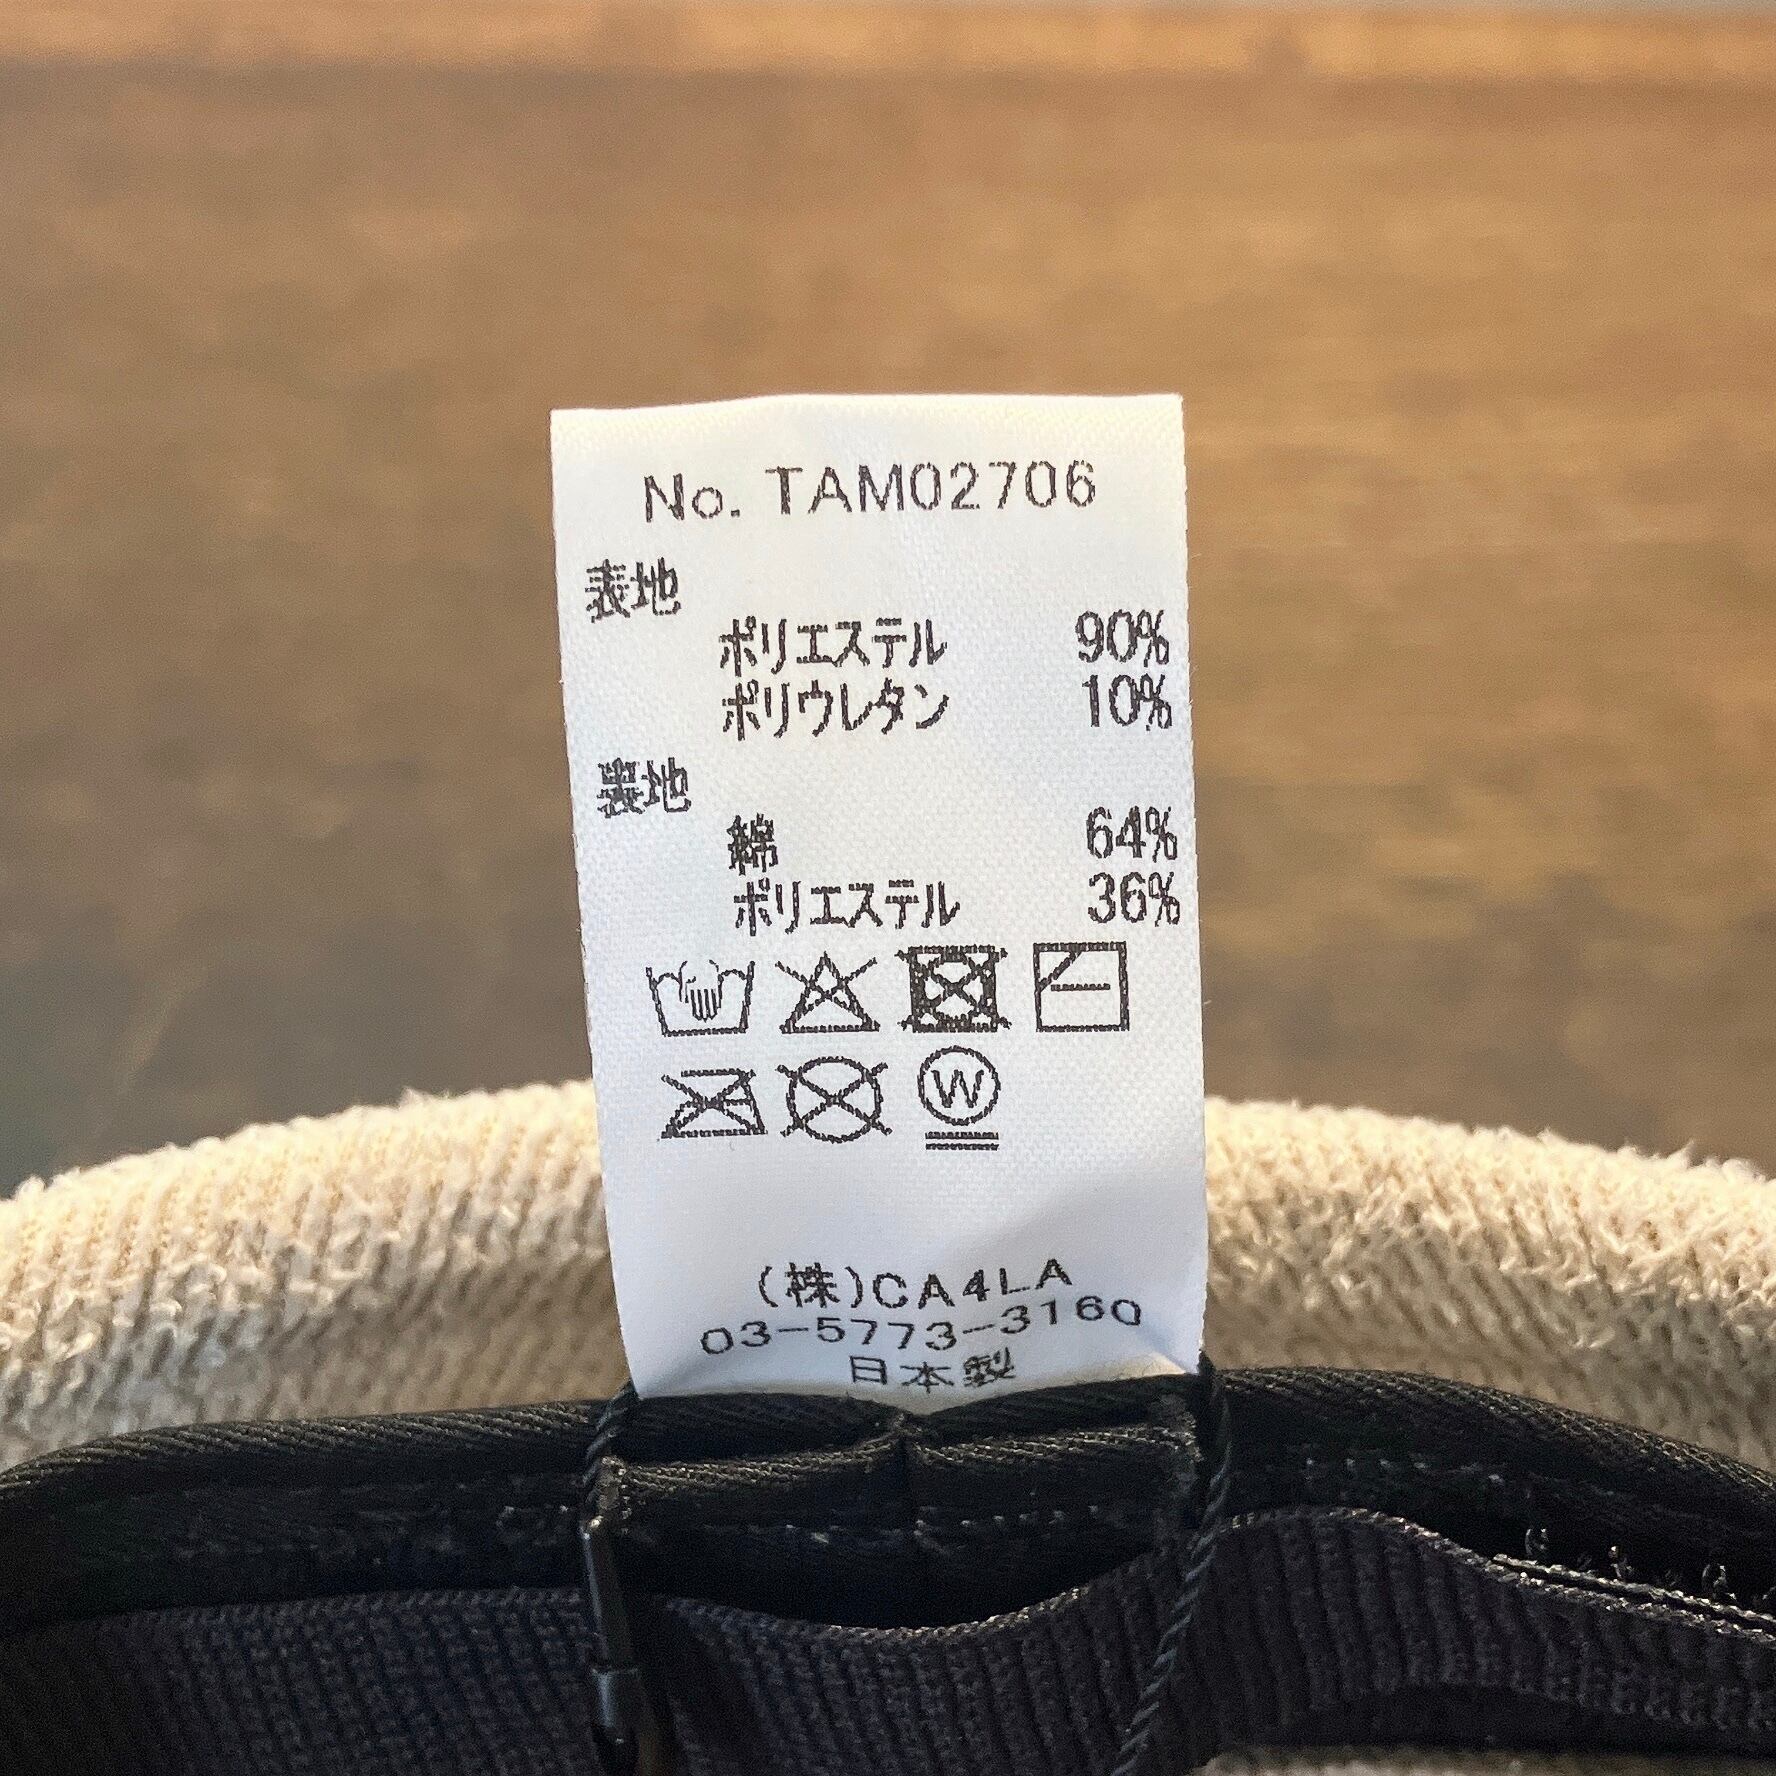 No. TAM02706
表地
ポリエステル 90%
ポリウレタン 10%
裏地
綿 64%
ポリエステル 36%
W
(株)CA4LA
03-5773-3160
日本製